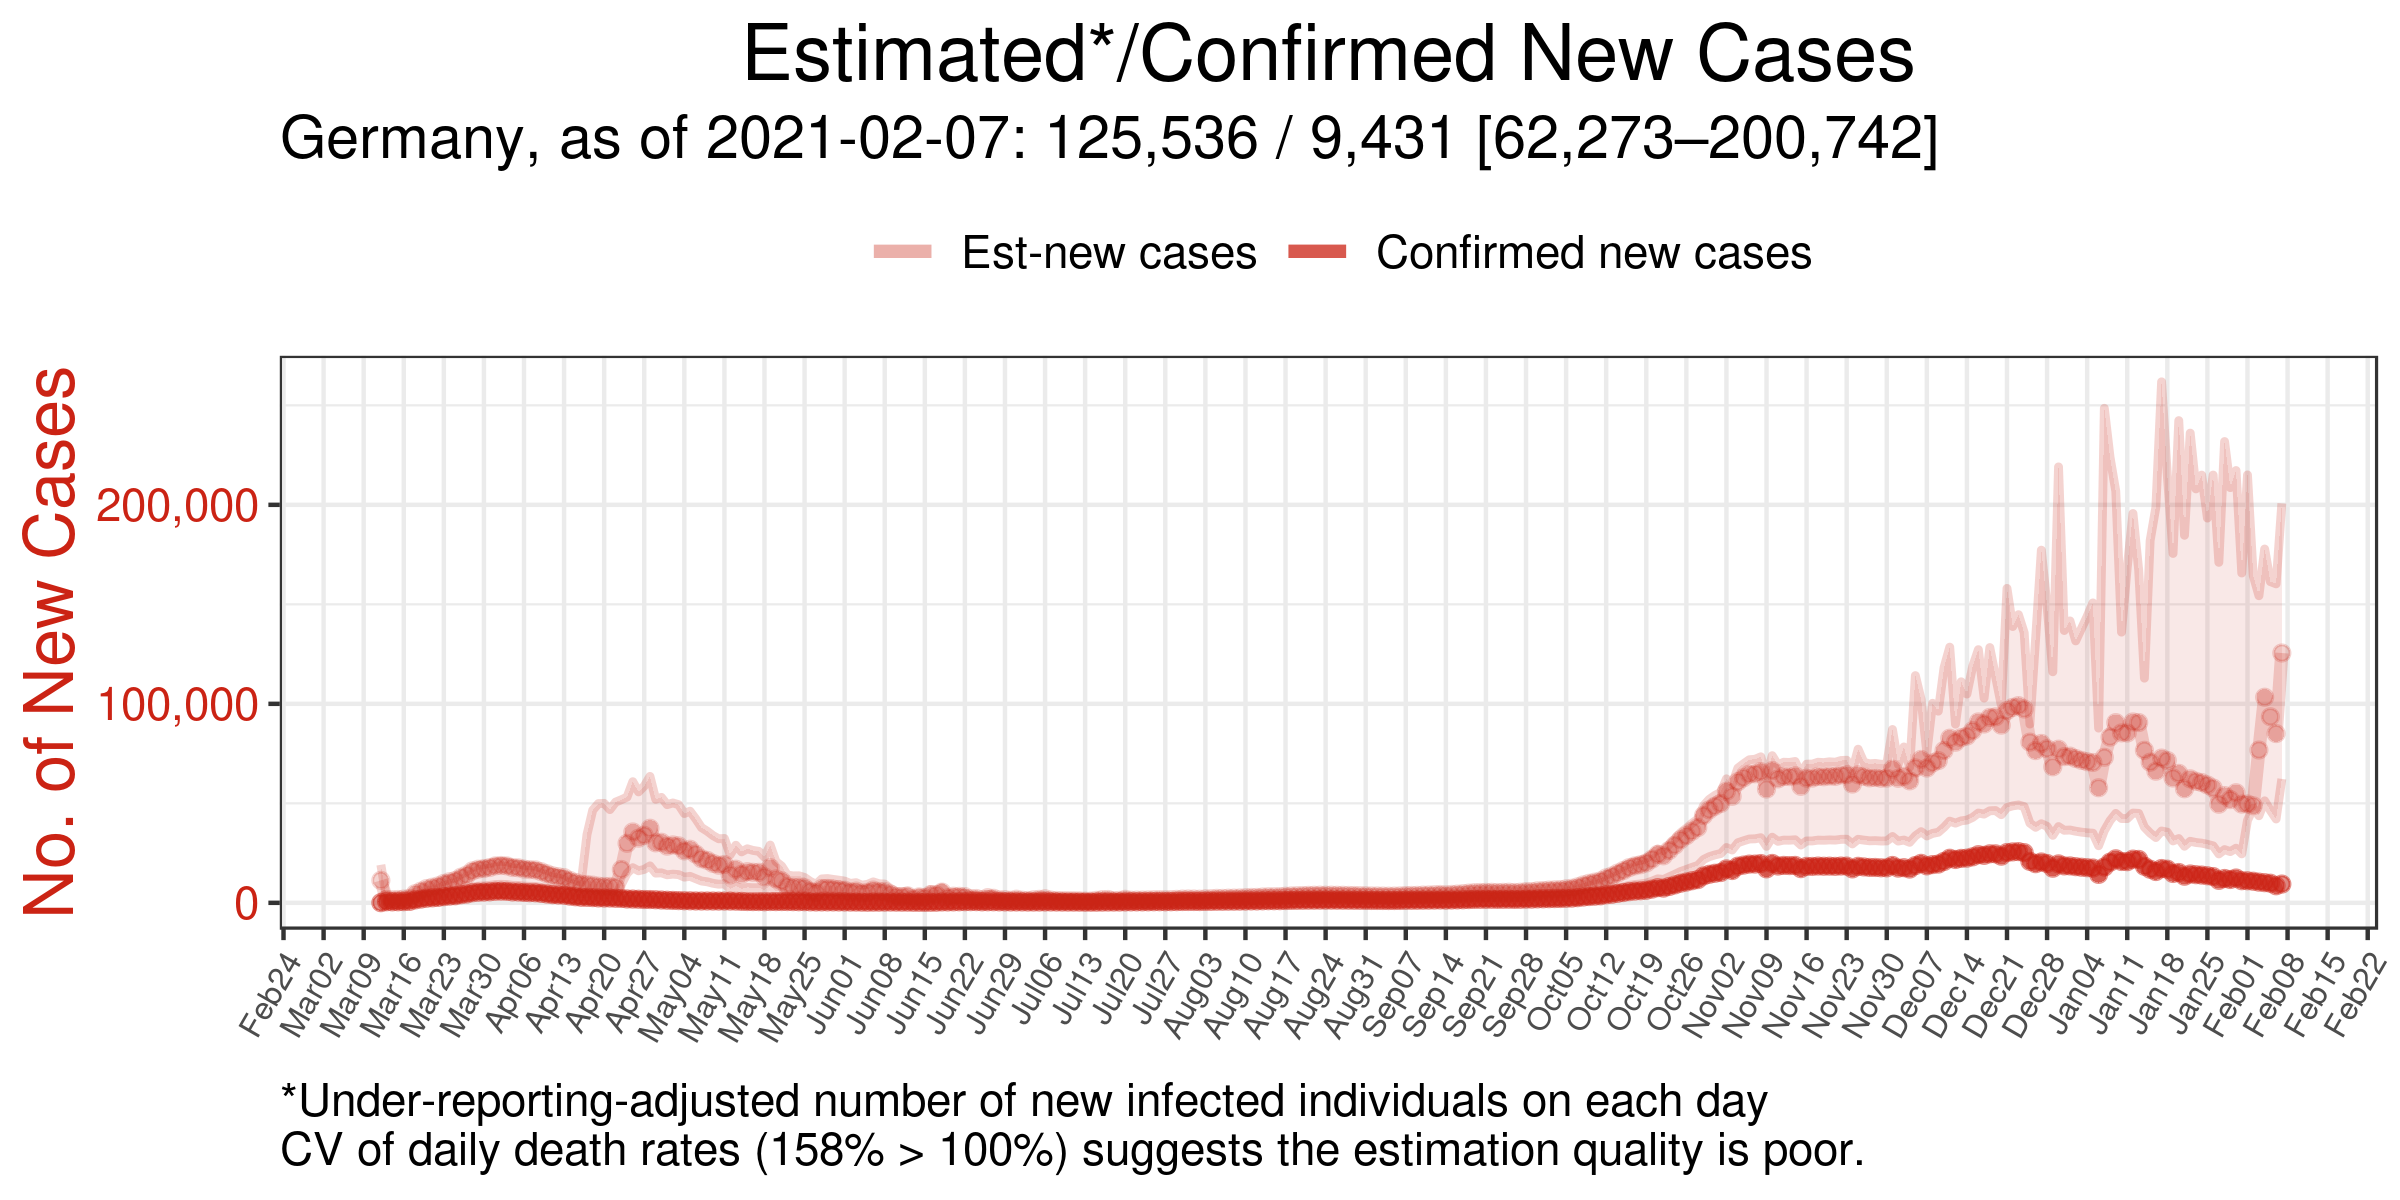 Estimated*/Confirmed New Cases
Germany, as of 2021-02-07: 125,536 / 9,431 [62,273–200,742]
Est-new cases
Confirmed new cases
No. of New Cases
200,000
100,000
0
Feb24
Mar02
Mar09
Mar16
Mar23
Mar30
Apr06
Apr13
Apr20
Apr27
May04
May11
May18
May25
Jun01
Jun08
Jun15
Jun22
Jun29
Jul06
Jul13
Jul20
Jul27
Aug03
Aug10
Aug17
Aug24
Aug31
Sep07
Sep14
Sep21
Sep28
Oct05
Oct12
Oct19
Oct26
Nov02
Nov09
Nov16
Nov23
Nov30
Dec07
Dec14
Dec21
Dec28
Jan04
Jan11
Jan18
Jan25
Feb01
Feb08
Feb15
Feb22
*Under-reporting-adjusted number of new infected individuals on each day
CV of daily death rates (158% > 100%) suggests the estimation quality is poor.